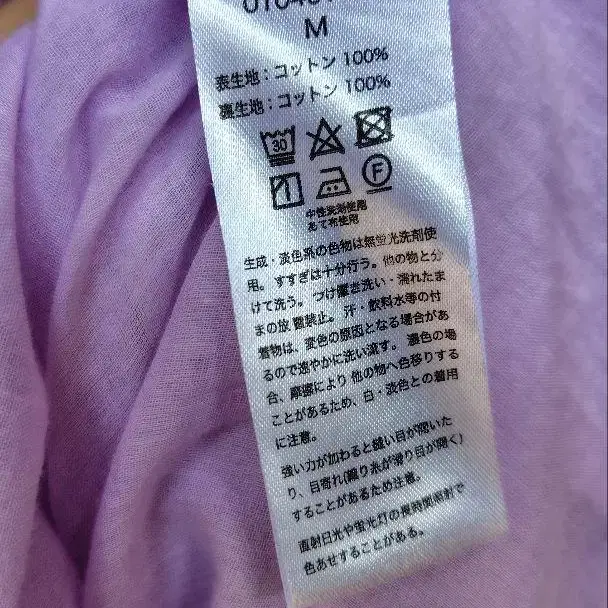 M
表生地：コットン 100%
裏生地：コットン 100%
30
F
中性洗剤使用
あて布使用
生成・淡色系の色物は無蛍光洗剤使
用。すすぎは十分行う。他の物と分
けて洗う。つけ置き洗い・濡れたま
まの放置禁止。汗・飲料水等の付
着物は、変色の原因となる場合があ
るので速やかに洗い流す。濃色の場
合、摩擦により他の物へ色移りする
ことがあるため、白・淡色との着用
に注意。
強い力が加わると縫い目が開いた
り、目寄れ(織り糸が滑り目が開く)
することがあるため注意。
直射日光や蛍光灯の長時間照射で
色あせすることがある。